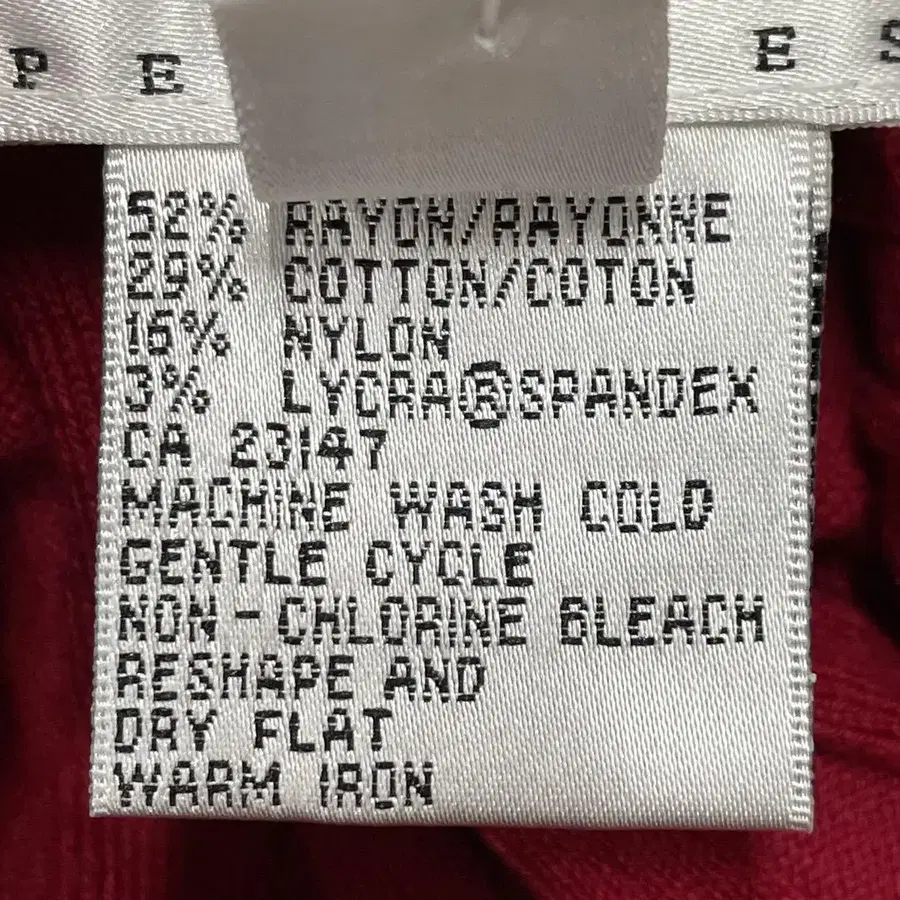 P E E S
52% RAYON/RAYONNE
29% COTTON/COTON
16% NYLON
3% LYCRA®SPANDEX
CA 23147
MACHINE WASH COLD
GENTLE CYCLE
NON-CHLORINE BLEACH
RESHAPE AND
DRY FLAT
WARM IRON